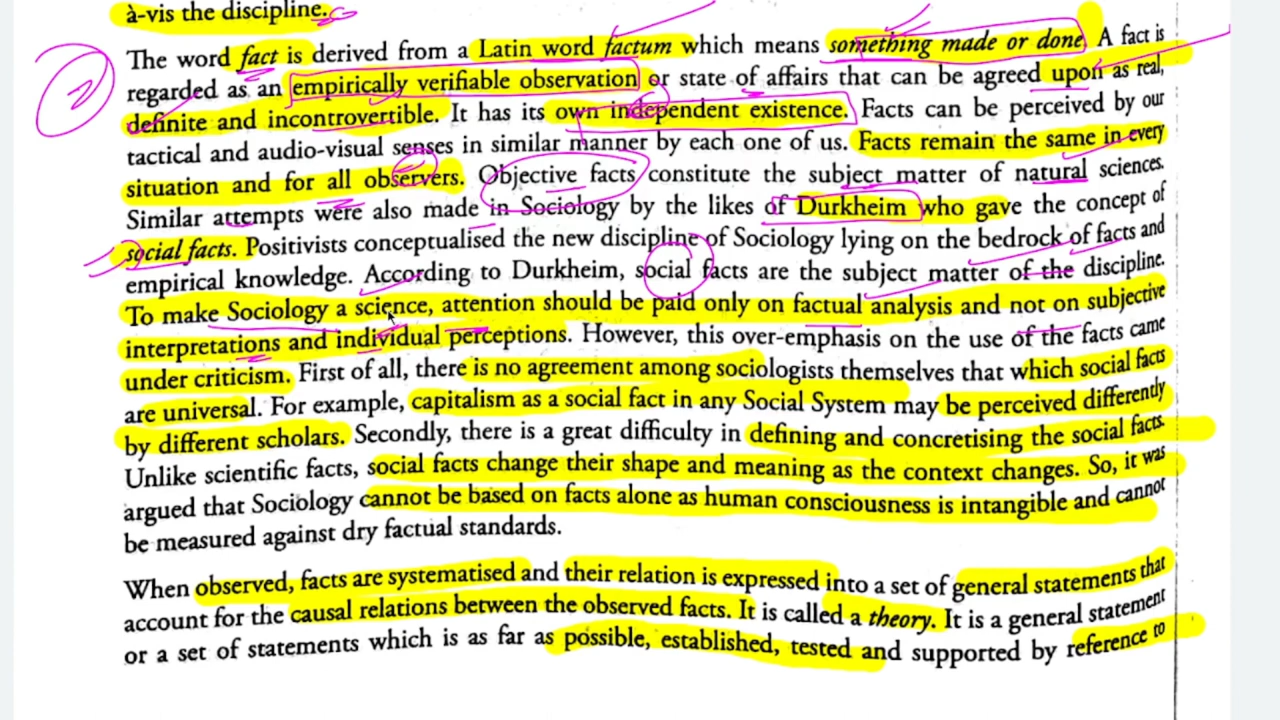 à-vis the discipline.
The word fact is derived from a Latin word factum which means something made or done. A fact is
regarded as an empirically verifiable observation or state of affairs that can be agreed upon as real,
definite and incontrovertible. It has its own independent existence. Facts can be perceived by our
tactical and audio-visual senses in similar manner by each one of us. Facts remain the same in every
situation and for all observers. Objective facts constitute the subject matter of natural sciences.
Similar attempts were also made in Sociology by the likes of Durkheim who gave the concept of
social facts. Positivists conceptualised the new discipline of Sociology lying on the bedrock of facts and
empirical knowledge. According to Durkheim, social facts are the subject matter of the discipline.
To make Sociology a science, attention should be paid only on factual analysis and not on subjective
interpretations and individual perceptions. However, this over-emphasis on the use of the facts came
under criticism. First of all, there is no agreement among sociologists themselves that which social facts
are universal. For example, capitalism as a social fact in any Social System may be perceived differently
by different scholars. Secondly, there is a great difficulty in defining and concretising the social facts.
Unlike scientific facts, social facts change their shape and meaning as the context changes. So, it was
argued that Sociology cannot be based on facts alone as human consciousness is intangible and cannot
be measured against dry factual standards.
When observed, facts are systematised and their relation is expressed into a set of general statements that
account for the causal relations between the observed facts. It is called a theory. It is a general statement
or a set of statements which is as far as possible, established, tested and supported by reference to